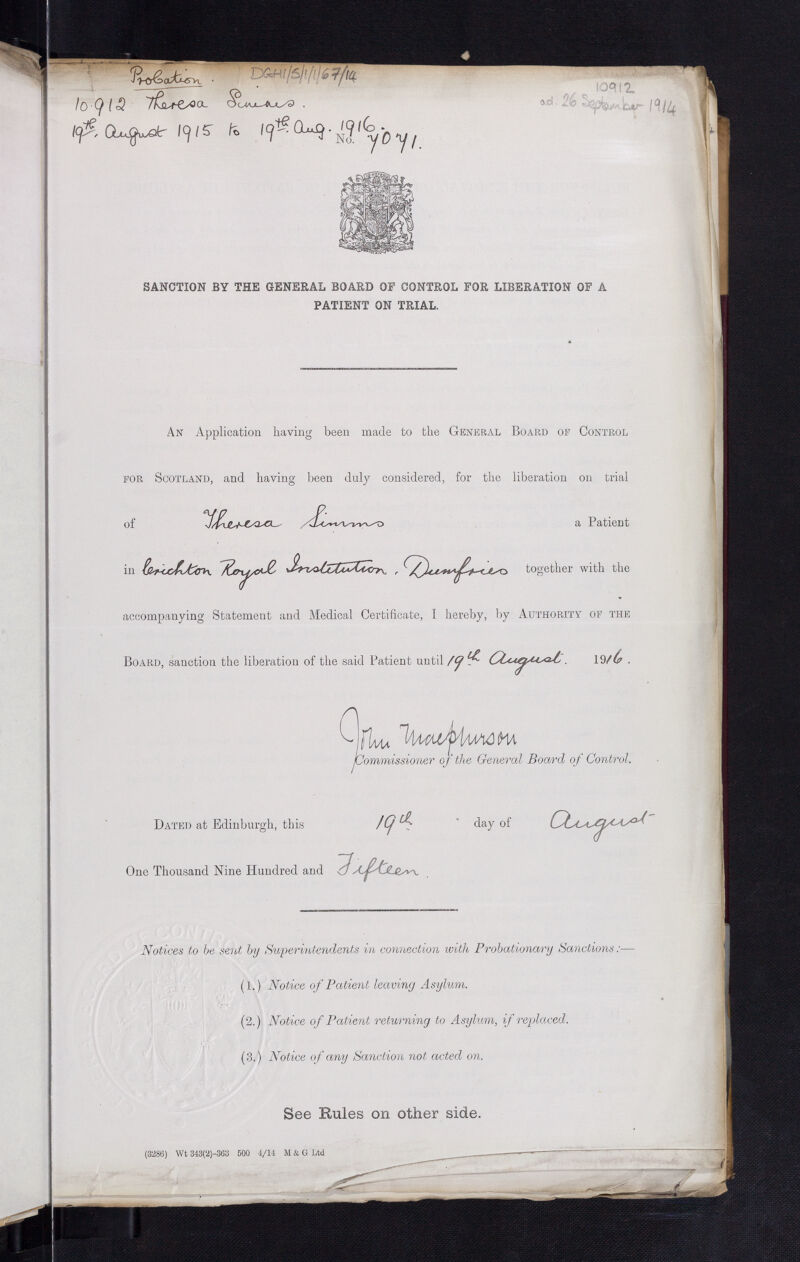 Probation. DGH1/5/1/1/67/14
10912
10912 Theresa Simms.
ad. 26 September 1914
19th. August 1915 to 19th. Aug. 1916.
No. 7071.
SANCTION BY THE GENERAL BOARD OF CONTROL FOR LIBERATION OF A
PATIENT ON TRIAL.
AN Application having been made to the GENERAL BOARD OF CONTROL
FOR SCOTLAND, and having been duly considered, for the liberation on trial
of Theresa Simms a Patient
in Crichton Royal Institution, Dumfries together with the
accompanying Statement and Medical Certificate, I hereby, by AUTHORITY OF THE
BOARD, sanction the liberation of the said Patient until 19th August. 1916.
John Macpherson
Commissioner of the General Board of Control.
DATED at Edinburgh, this 19th day of August
One Thousand Nine Hundred and Fifteen.
Notices to be sent by Superintendents in connection with Probationary Sanctions:—
(1.) Notice of Patient leaving Asylum.
(2.) Notice of Patient returning to Asylum, if replaced.
(3.) Notice of any Sanction not acted on.
See Rules on other side.
(3286) Wt 343(2)-363 500 4/14 M & G Ltd